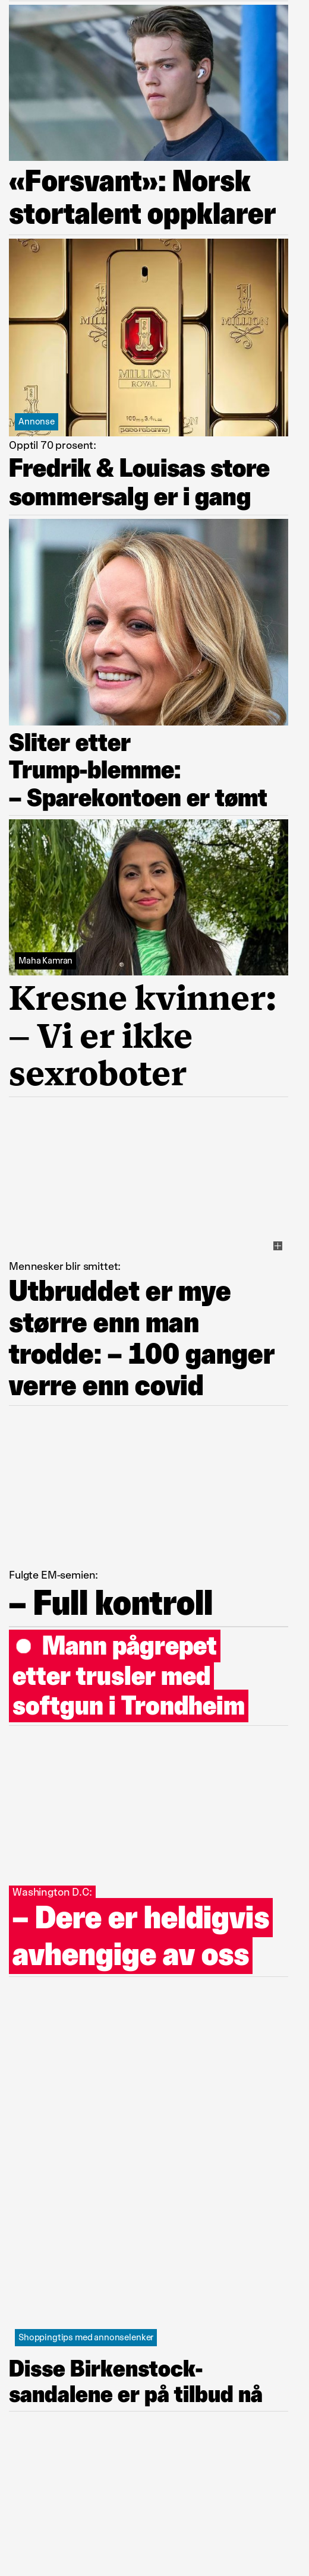 «Forsvant»: Norsk
stortalent oppklarer
1
MILLION
ROYAL
paco rabanne
Annonse
Opptil 70 prosent:
Fredrik & Louisas store
sommersalg er i gang
Sliter etter
Trump-blemme:
– Sparekontoen er tømt
Maha Kamran
Kresne kvinner:
– Vi er ikke
sexroboter
Mennesker blir smittet:
Utbruddet er mye
større enn man
trodde: – 100 ganger
verre enn covid
Fulgte EM-semien:
– Full kontroll
Mann pågrepet
etter trusler med
softgun i Trondheim
Washington D.C:
– Dere er heldigvis
avhengige av oss
Shoppingtips med annonselenker
Disse Birkenstock-
sandalene er på tilbud nå